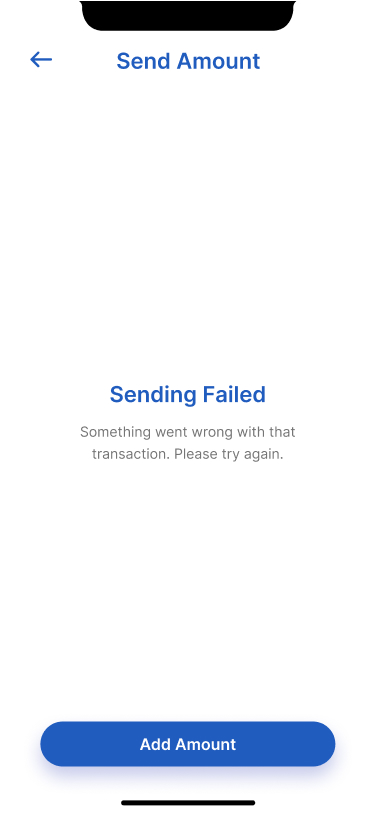 Send Amount
Sending Failed
Something went wrong with that
transaction. Please try again.
Add Amount